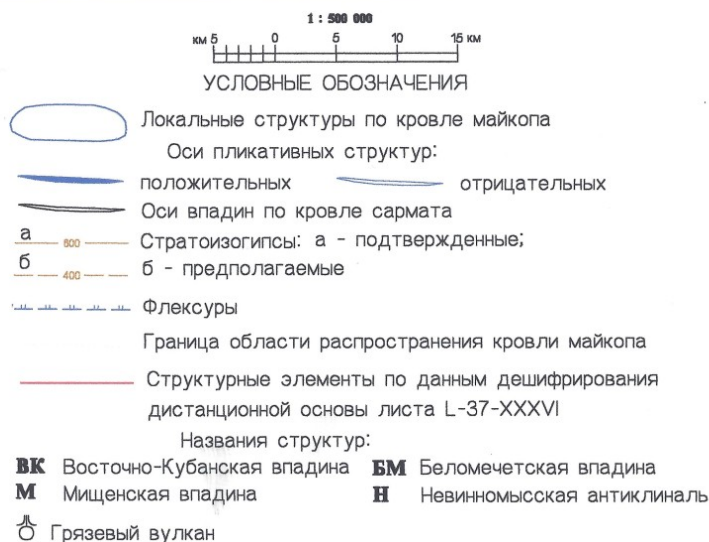 1 : 500 000
км 5 0 5 10 15 км
УСЛОВНЫЕ ОБОЗНАЧЕНИЯ
Локальные структуры по кровле майкопа
Оси пликативных структур:
положительных отрицательных
Оси впадин по кровле сармата
а 600 Стратоизогипсы: а - подтвержденные;
б 400 б - предполагаемые
Флексуры
Граница области распространения кровли майкопа
Структурные элементы по данным дешифрирования
дистанционной основы листа L-37-XXXVI
Названия структур:
ВК Восточно-Кубанская впадина БМ Беломечетская впадина
М Мищенская впадина Н Невинномысская антиклиналь
Грязевый вулкан